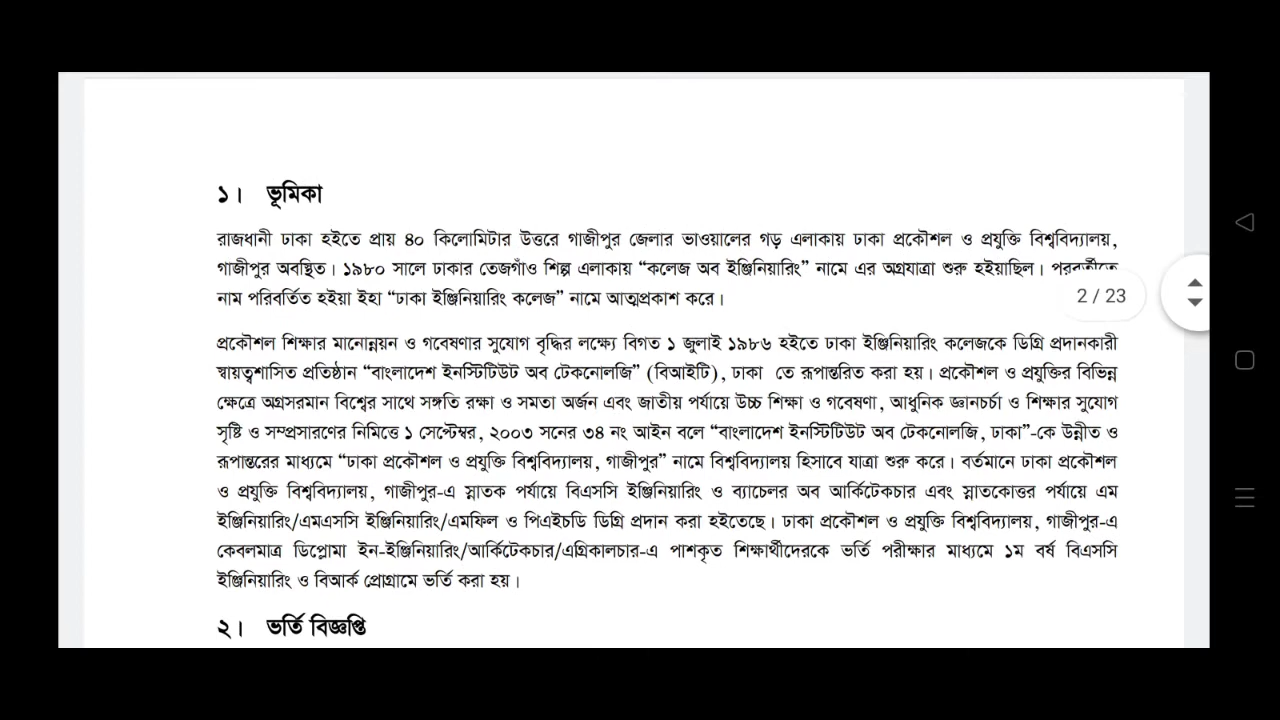 ১। ভূমিকা
রাজধানী ঢাকা হইতে প্রায় ৪০ কিলোমিটার উত্তরে গাজীপুর জেলার ভাওয়ালের গড় এলাকায় ঢাকা প্রকৌশল ও প্রযুক্তি বিশ্ববিদ্যালয়,
গাজীপুর অবস্থিত। ১৯৮০ সালে ঢাকার তেজগাঁও শিল্প এলাকায় “কলেজ অব ইঞ্জিনিয়ারিং” নামে এর অগ্রযাত্রা শুরু হইয়াছিল। পরবর্তীতে
নাম পরিবর্তিত হইয়া ইহা “ঢাকা ইঞ্জিনিয়ারিং কলেজ” নামে আত্মপ্রকাশ করে।
2 / 23
প্রকৌশল শিক্ষার মানোন্নয়ন ও গবেষণার সুযোগ বৃদ্ধির লক্ষ্যে বিগত ১ জুলাই ১৯৮৬ হইতে ঢাকা ইঞ্জিনিয়ারিং কলেজকে ডিগ্রি প্রদানকারী
স্বায়ত্বশাসিত প্রতিষ্ঠান “বাংলাদেশ ইনস্টিটিউট অব টেকনোলজি” (বিআইটি), ঢাকা তে রূপান্তরিত করা হয়। প্রকৌশল ও প্রযুক্তির বিভিন্ন
ক্ষেত্রে অগ্রসরমান বিশ্বের সাথে সঙ্গতি রক্ষা ও সমতা অর্জন এবং জাতীয় পর্যায়ে উচ্চ শিক্ষা ও গবেষণা, আধুনিক জ্ঞানচর্চা ও শিক্ষার সুযোগ
সৃষ্টি ও সম্প্রসারণের নিমিত্তে ১ সেপ্টেম্বর, ২০০৩ সনের ৩৪ নং আইন বলে “বাংলাদেশ ইনস্টিটিউট অব টেকনোলজি, ঢাকা”-কে উন্নীত ও
রূপান্তরের মাধ্যমে “ঢাকা প্রকৌশল ও প্রযুক্তি বিশ্ববিদ্যালয়, গাজীপুর” নামে বিশ্ববিদ্যালয় হিসাবে যাত্রা শুরু করে। বর্তমানে ঢাকা প্রকৌশল
ও প্রযুক্তি বিশ্ববিদ্যালয়, গাজীপুর-এ স্নাতক পর্যায়ে বিএসসি ইঞ্জিনিয়ারিং ও ব্যাচেলর অব আর্কিটেকচার এবং স্নাতকোত্তর পর্যায়ে এম
ইঞ্জিনিয়ারিং/এমএসসি ইঞ্জিনিয়ারিং/এমফিল ও পিএইচডি ডিগ্রি প্রদান করা হইতেছে। ঢাকা প্রকৌশল ও প্রযুক্তি বিশ্ববিদ্যালয়, গাজীপুর-এ
কেবলমাত্র ডিপ্লোমা ইন-ইঞ্জিনিয়ারিং/আর্কিটেকচার/এগ্রিকালচার-এ পাশকৃত শিক্ষার্থীদেরকে ভর্তি পরীক্ষার মাধ্যমে ১ম বর্ষ বিএসসি
ইঞ্জিনিয়ারিং ও বিআর্ক প্রোগ্রামে ভর্তি করা হয়।
২। ভর্তি বিজ্ঞপ্তি